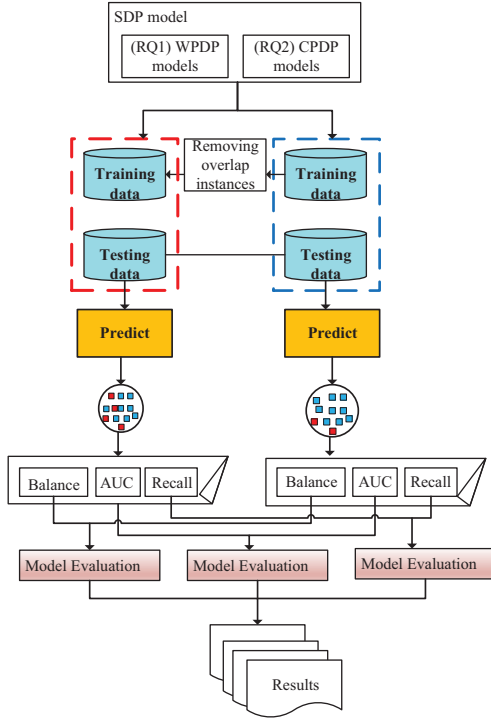 SDP model
(RQ1) WPDP
models
(RQ2) CPDP
models
Training
data
Removing
overlap
instances
Training
data
Testing
data
Testing
data
Predict
Predict
Balance
AUC
Recall
Balance
AUC
Recall
Model Evaluation
Model Evaluation
Model Evaluation
Results